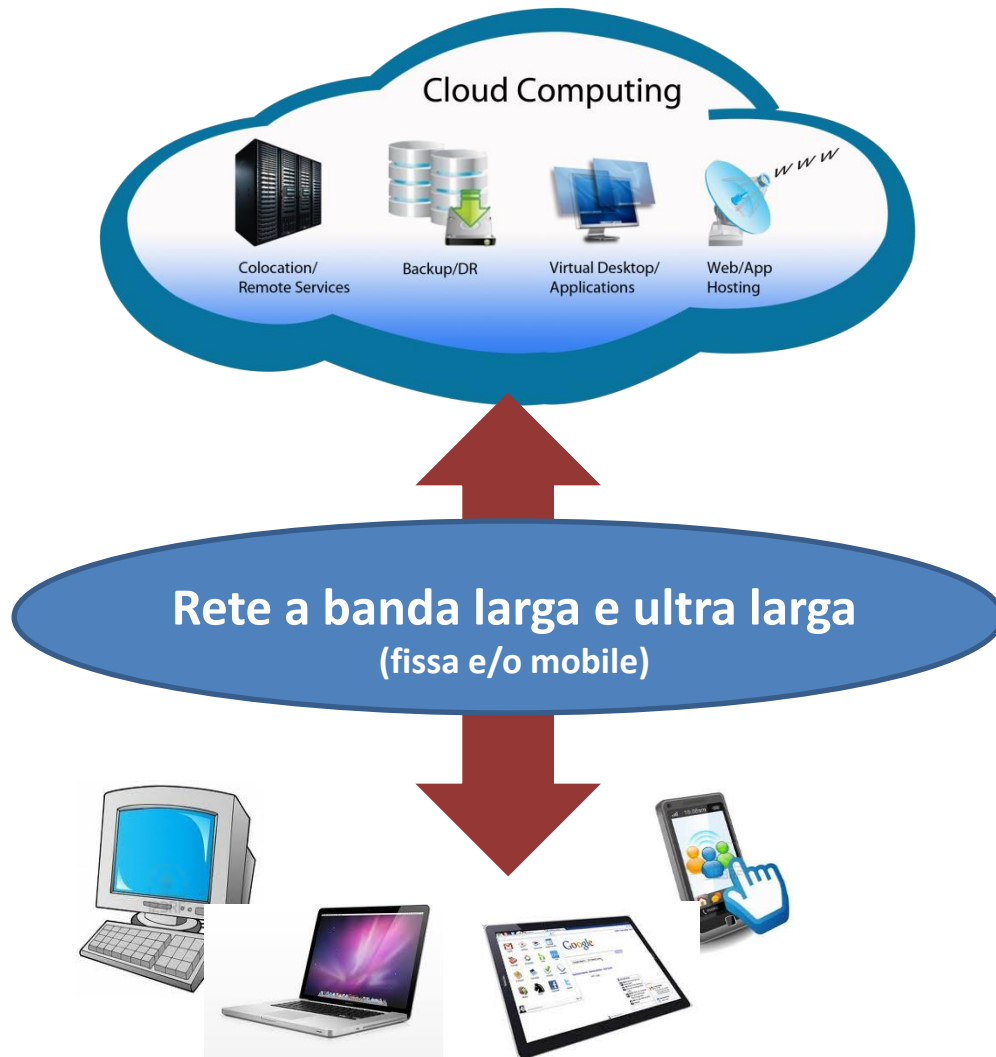 Cloud Computing
W W W
Colocation/
Remote Services
Backup/DR
Virtual Desktop/
Applications
Web/App
Hosting
Rete a banda larga e ultra larga
(fissa e/o mobile)
Google